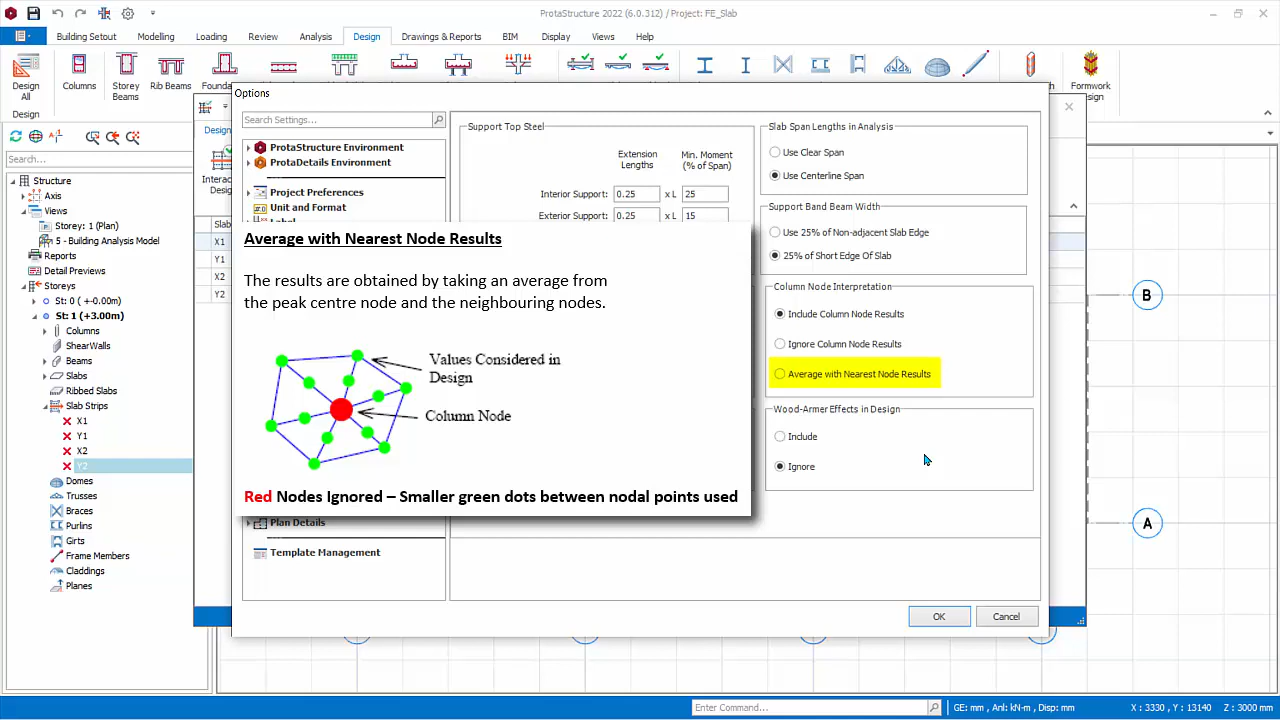 ProtaStructure 2022 (6.0.312) / Project: FE_Slab
Building Setout
Modelling
Loading
Review
Analysis
Design
Drawings & Reports
BIM
Display
Views
Help
Design
All
Columns
Storey
Beams
Rib Beams
Founda
Formwork
sign
Design
Options
Search...
Structure
Axis
Views
Storey: 1 (Plan)
5 - Building Analysis Model
Reports
Detail Previews
Storeys
St: 0 (+-0.00m)
St: 1 (+3.00m)
Columns
ShearWalls
Beams
Slabs
Ribbed Slabs
Slab Strips
X1
Y1
X2
Y2
Domes
Trusses
Braces
Purlins
Girts
Frame Members
Claddings
Planes
Design
Interac
Design
Slab
X1
Y1
X2
Y2
Search Settings...
ProtaStructure Environment
ProtaDetails Environment
Project Preferences
Unit and Format
Plan Details
Template Management
Support Top Steel
Extension
Lengths
Min. Moment
(% of Span)
Interior Support: 0.25 x L 25
Exterior Support: 0.25 x L 15
Average with Nearest Node Results
The results are obtained by taking an average from
the peak centre node and the neighbouring nodes.
Values Considered in
Design
Column Node
Red Nodes Ignored – Smaller green dots between nodal points used
Slab Span Lengths in Analysis
Use Clear Span
Use Centerline Span
Support Band Beam Width
Use 25% of Non-adjacent Slab Edge
25% of Short Edge Of Slab
Column Node Interpretation
Include Column Node Results
Ignore Column Node Results
Average with Nearest Node Results
Wood-Armer Effects in Design
Include
Ignore
OK
Cancel
B
A
Enter Command...
GE: mm , Anl: kN-m , Disp: mm
X : 3330 , Y : 13140
Z : 3000 mm